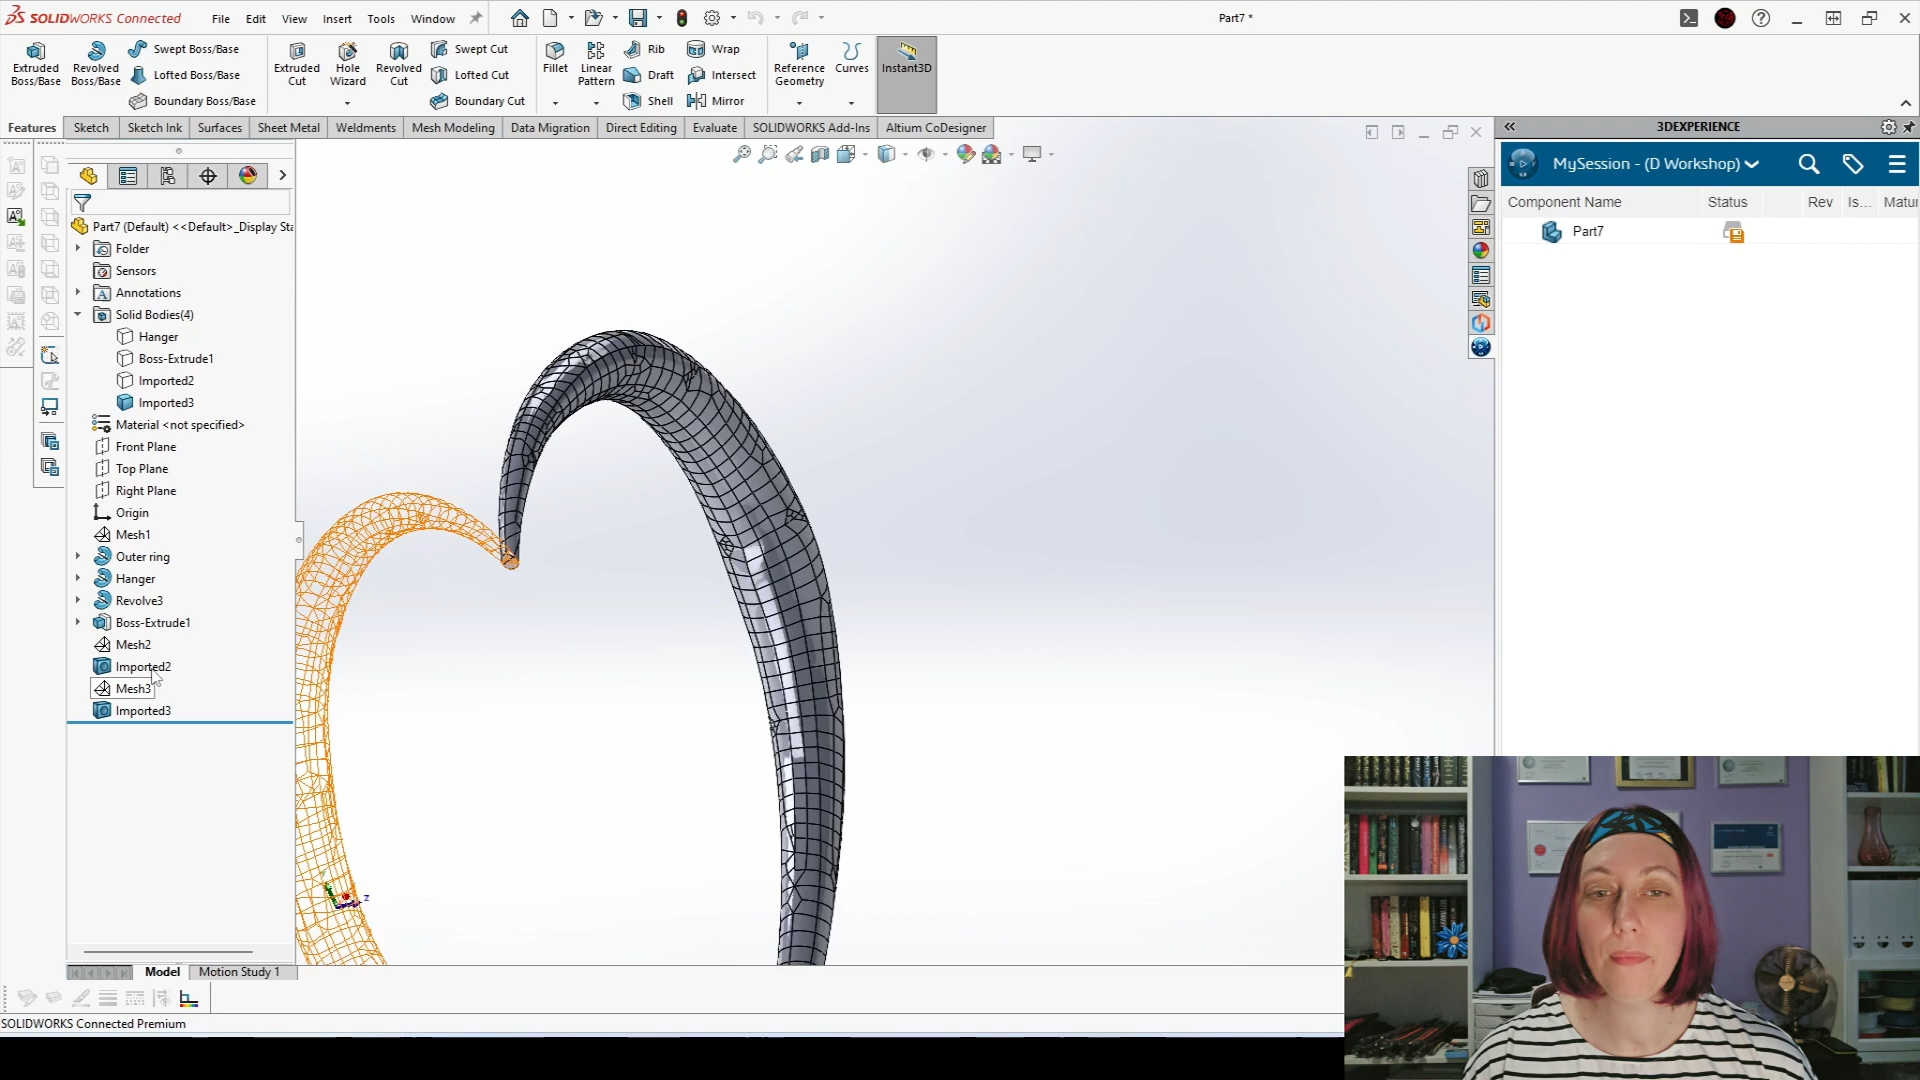 SOLIDWORKS Connected
File Edit View Insert Tools Window
Part7 *
Extruded Boss/Base
Revolved Boss/Base
Swept Boss/Base
Lofted Boss/Base
Boundary Boss/Base
Extruded Cut
Hole Wizard
Revolved Cut
Swept Cut
Lofted Cut
Boundary Cut
Fillet
Linear Pattern
Rib
Draft
Shell
Wrap
Intersect
Mirror
Reference Geometry
Curves
Instant3D
Features Sketch Sketch Ink Surfaces Sheet Metal Weldments Mesh Modeling Data Migration Direct Editing Evaluate SOLIDWORKS Add-Ins Altium CoDesigner
3DEXPERIENCE
MySession - (D Workshop)
Component Name Status Rev Is... Matur
Part7
Part7 (Default) <<Default>_Display Sta
Folder
Sensors
Annotations
Solid Bodies(4)
Hanger
Boss-Extrude1
Imported2
Imported3
Material <not specified>
Front Plane
Top Plane
Right Plane
Origin
Mesh1
Outer ring
Hanger
Revolve3
Boss-Extrude1
Mesh2
Imported2
Mesh3
Imported3
Z
Model Motion Study 1
SOLIDWORKS Connected Premium